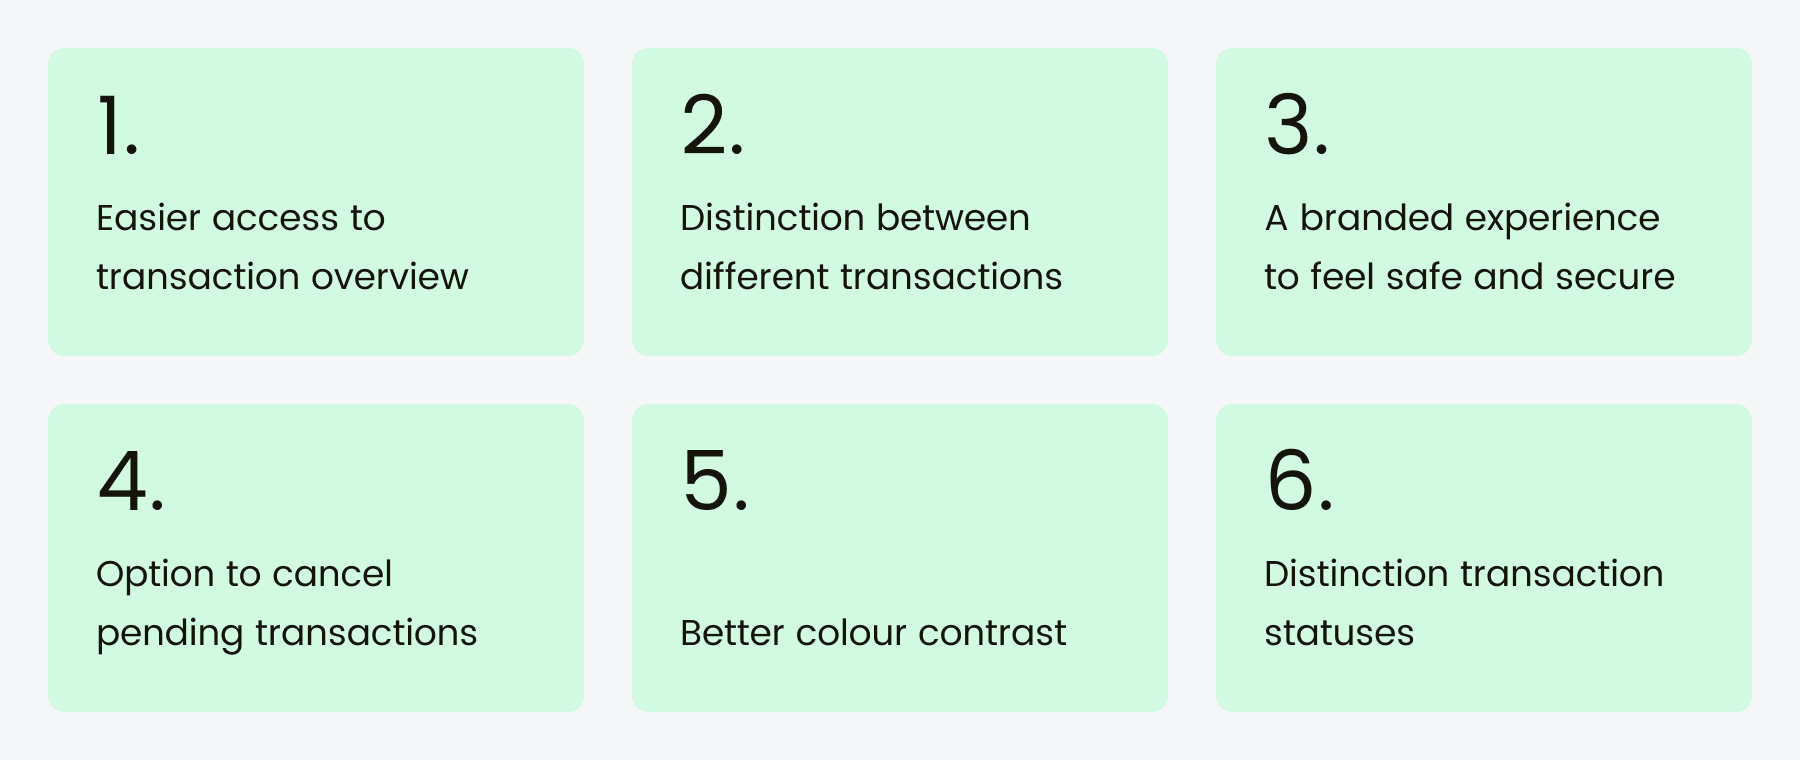 1.
Easier access to
transaction overview
2.
Distinction between
different transactions
3.
A branded experience
to feel safe and secure
4.
Option to cancel
pending transactions
5.
Better colour contrast
6.
Distinction transaction
statuses